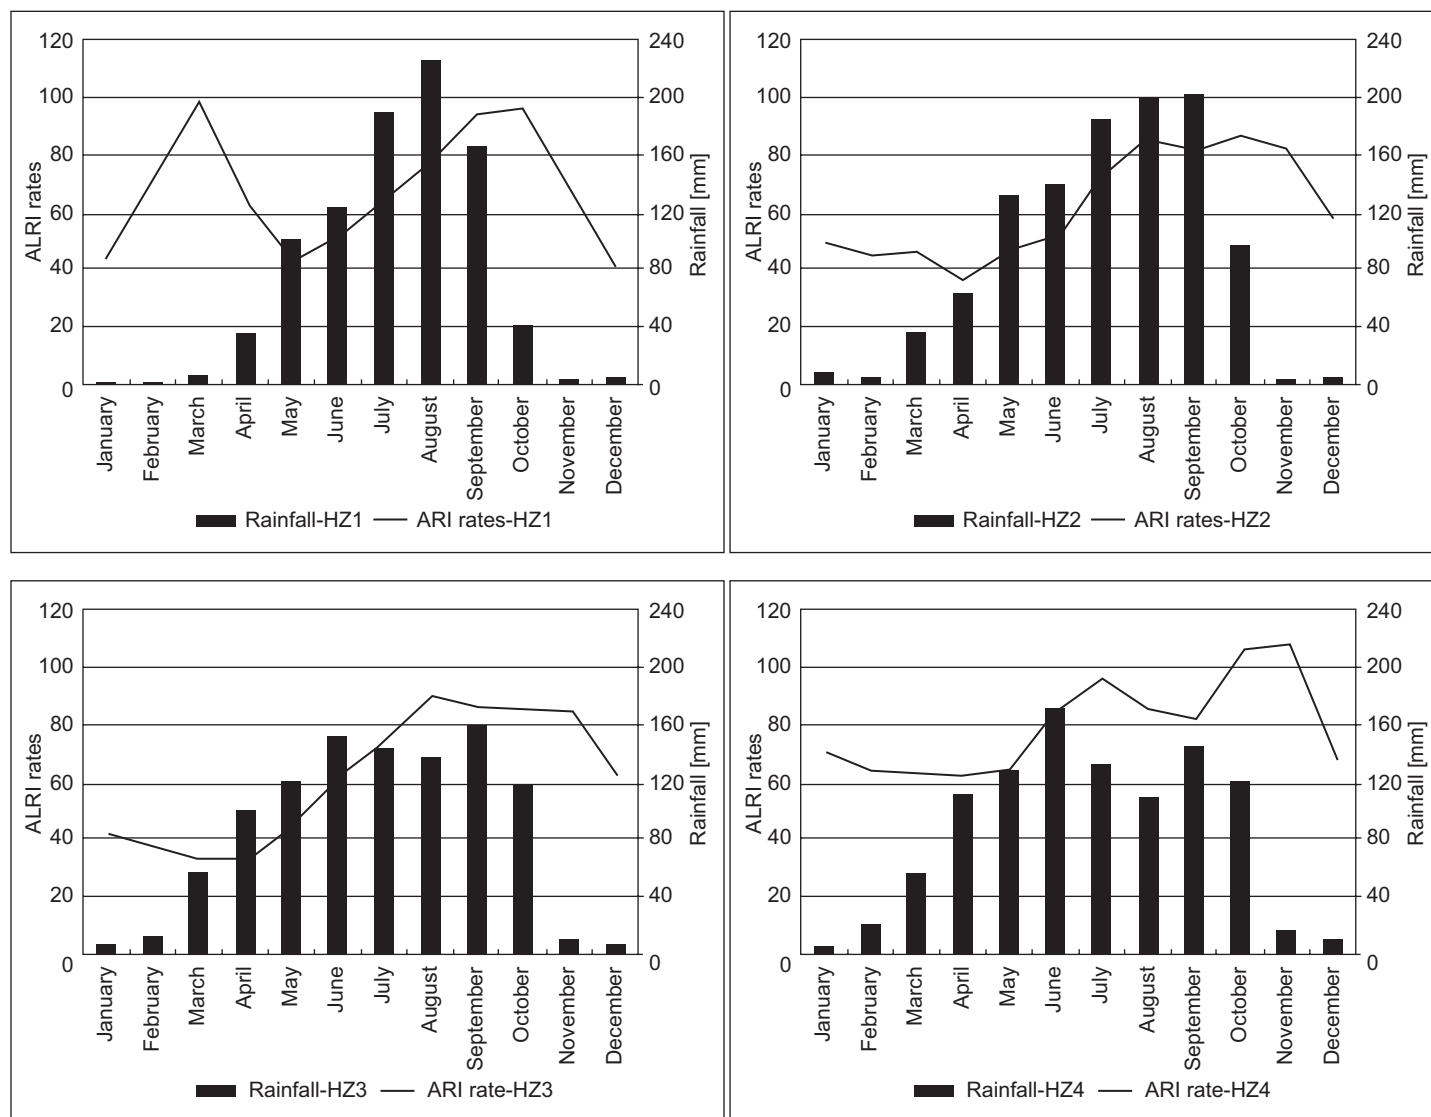 120
100
80
60
40
20
0
ALRI rates
240
200
160
120
80
40
0
Rainfall [mm]
January
February
March
April
May
June
July
August
September
October
November
December
Rainfall-HZ1 ARI rates-HZ1
120
100
80
60
40
20
0
ALRI rates
240
200
160
120
80
40
0
Rainfall [mm]
January
February
March
April
May
June
July
August
September
October
November
December
Rainfall-HZ2 ARI rates-HZ2
120
100
80
60
40
20
0
ALRI rates
240
200
160
120
80
40
0
Rainfall [mm]
January
February
March
April
May
June
July
August
September
October
November
December
Rainfall-HZ3 ARI rate-HZ3
120
100
80
60
40
20
0
ALRI rates
240
200
160
120
80
40
0
Rainfall [mm]
January
February
March
April
May
June
July
August
September
October
November
December
Rainfall-HZ4 ARI rate-HZ4